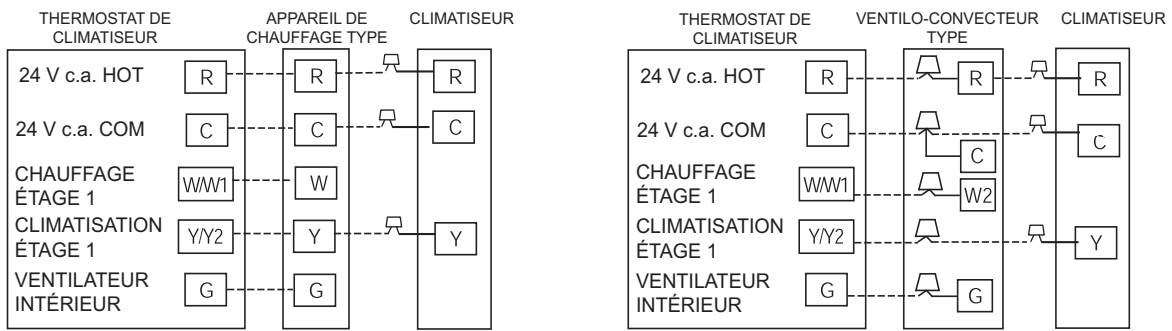 THERMOSTAT DE
CLIMATISEUR
APPAREIL DE
CHAUFFAGE TYPE
CLIMATISEUR
24 V c.a. HOT R R R
24 V c.a. COM C C C
CHAUFFAGE
ÉTAGE 1 W/W1 W
CLIMATISATION
ÉTAGE 1 Y/Y2 Y Y
VENTILATEUR
INTÉRIEUR G G
THERMOSTAT DE
CLIMATISEUR
VENTILO-CONVECTEUR
TYPE
CLIMATISEUR
24 V c.a. HOT R R R
24 V c.a. COM C C
C
CHAUFFAGE
ÉTAGE 1 W/W1 W2
CLIMATISATION
ÉTAGE 1 Y/Y2 Y
VENTILATEUR
INTÉRIEUR G G